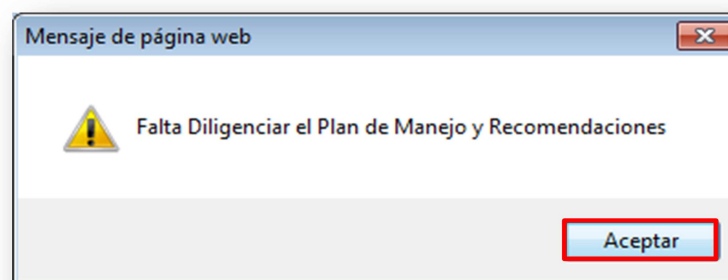 Mensaje de página web
Falta Diligenciar el Plan de Manejo y Recomendaciones
Aceptar